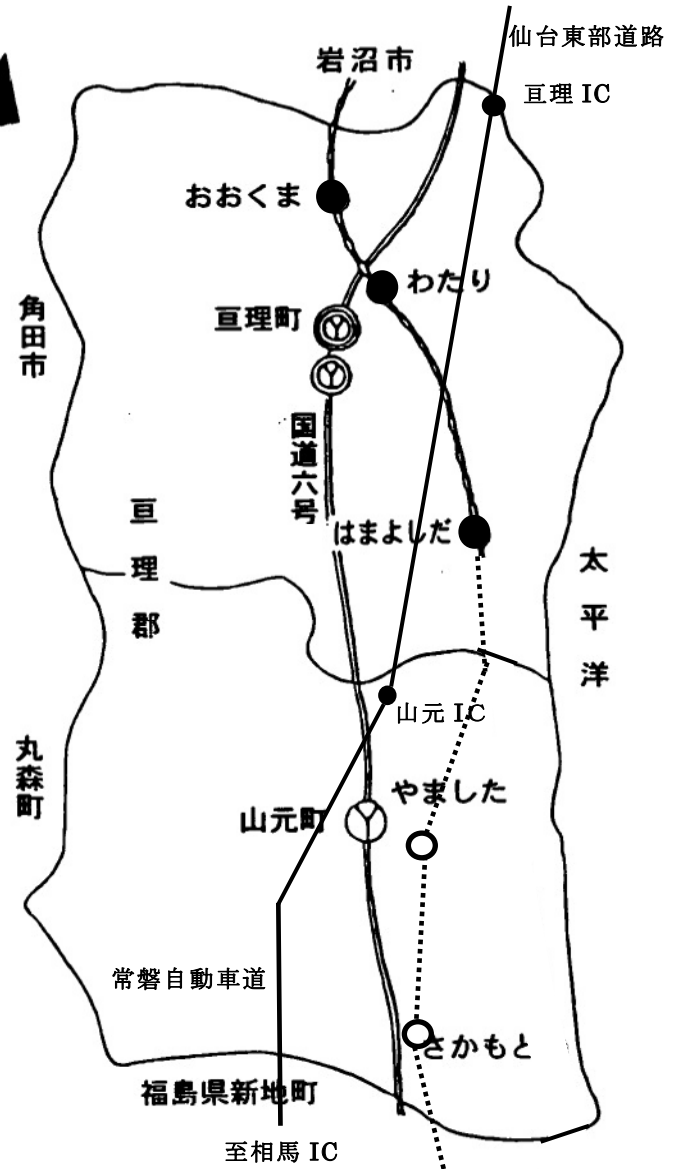 仙台東部道路
岩沼市
亘理 IC
おおくま
わたり
亘理町
角田市
国道六号
亘理郡
はまよしだ
太平洋
山元 IC
丸森町
やました
山元町
常磐自動車道
さかもと
福島県新地町
至相馬 IC